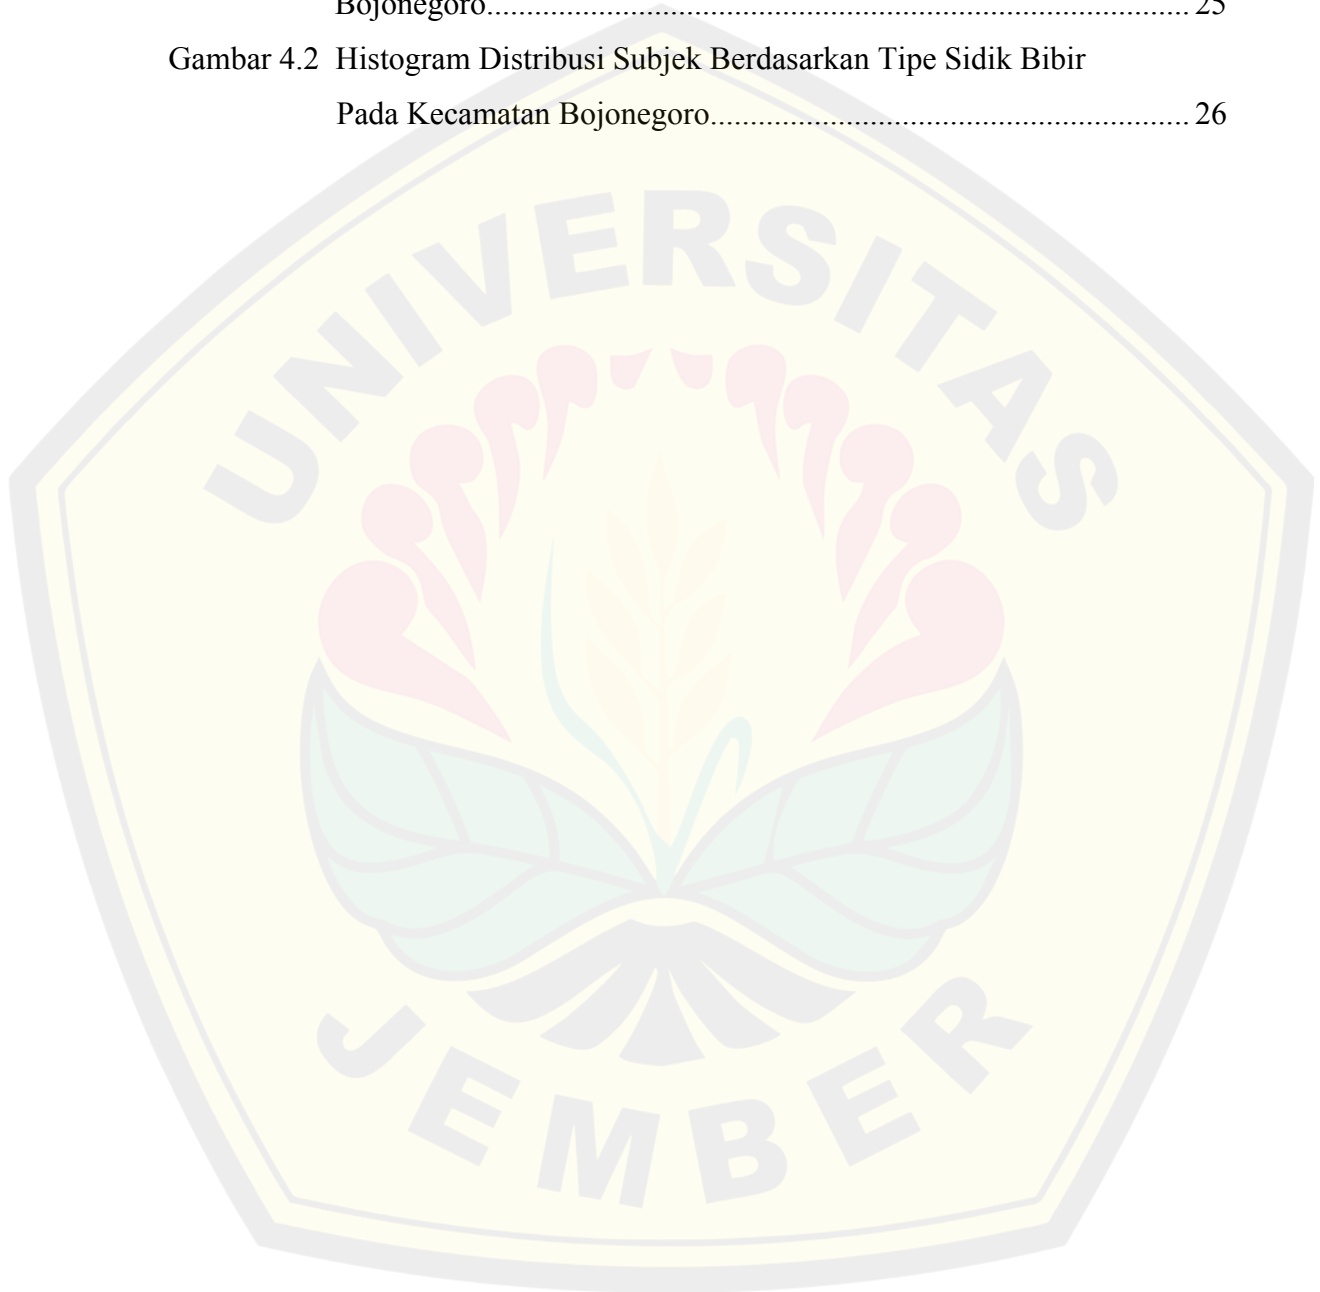 Bojonegoro........................................................................................ 25
Gambar 4.2 Histogram Distribusi Subjek Berdasarkan Tipe Sidik Bibir
Pada Kecamatan Bojonegoro............................................................ 26
UNIVERSITAS
JEMBER